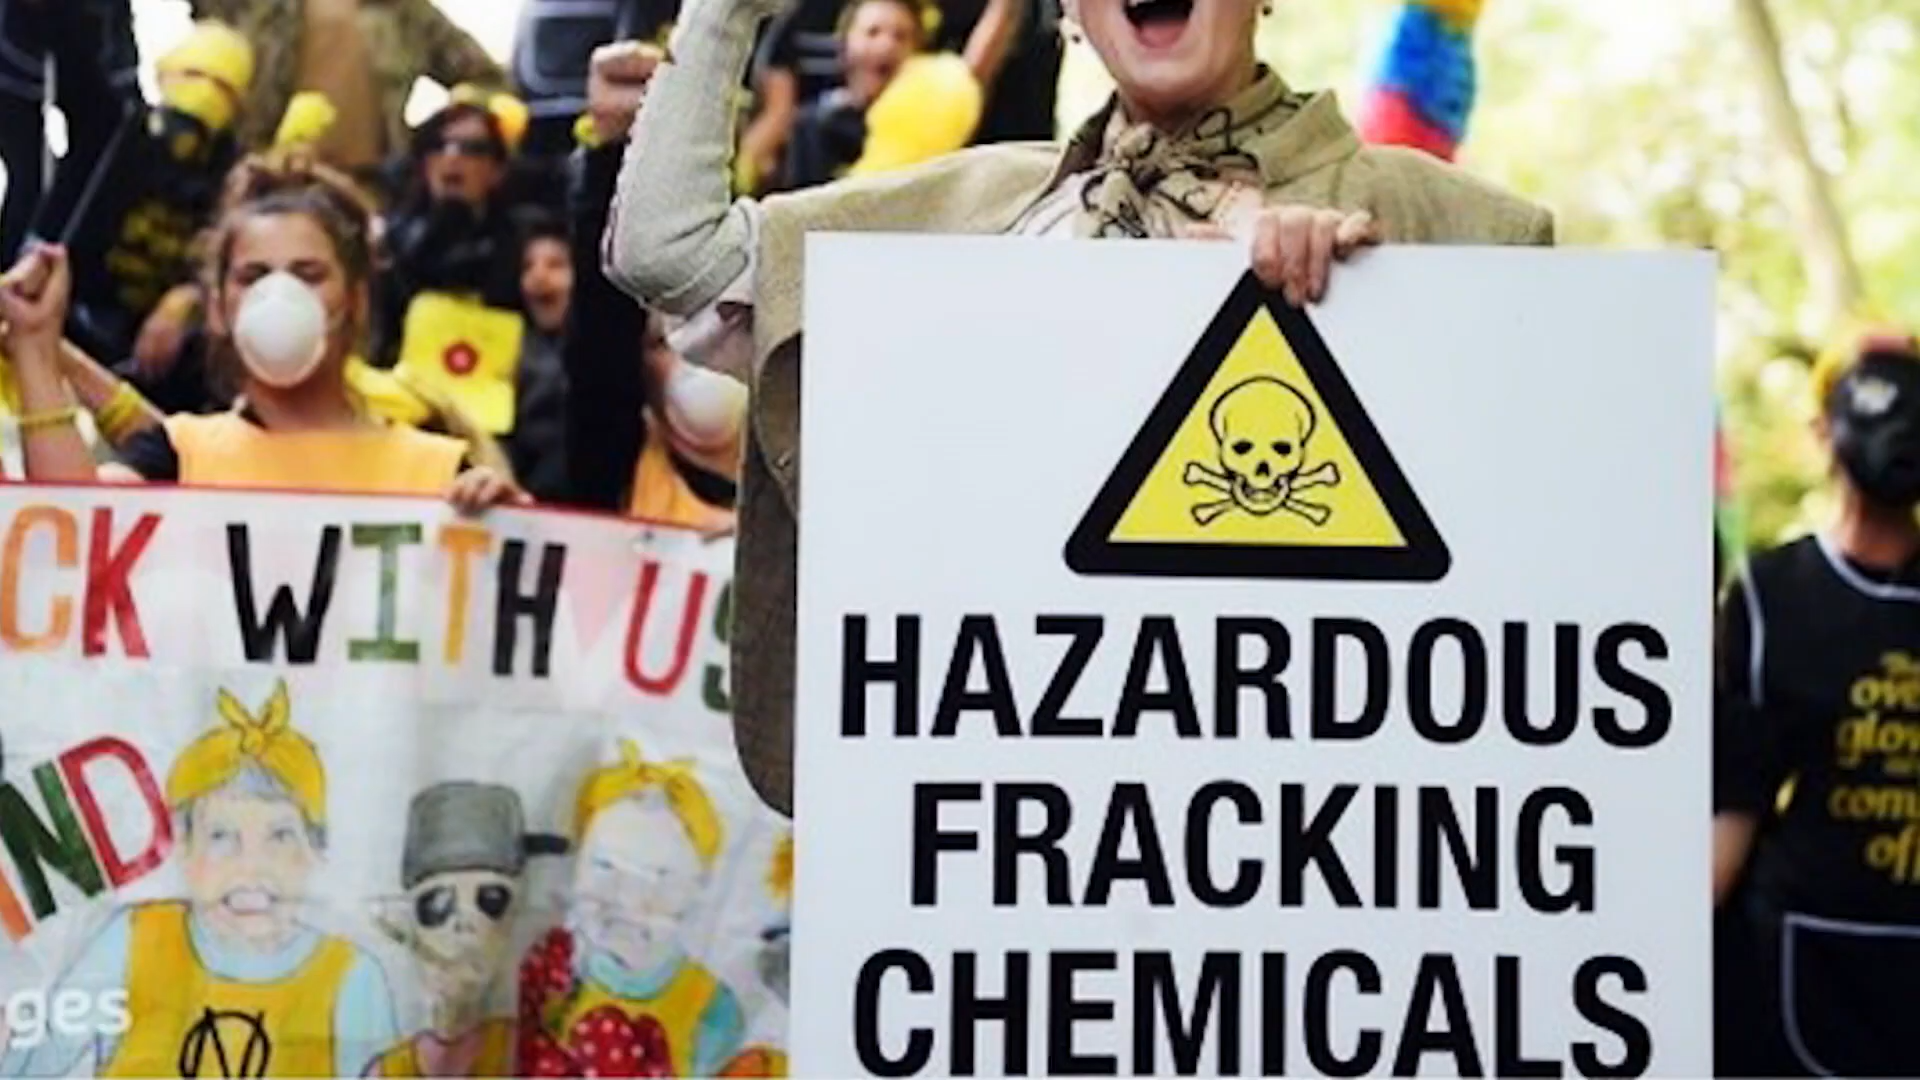 HAZARDOUS
FRACKING
CHEMICALS
CK WITH US
ND
ges